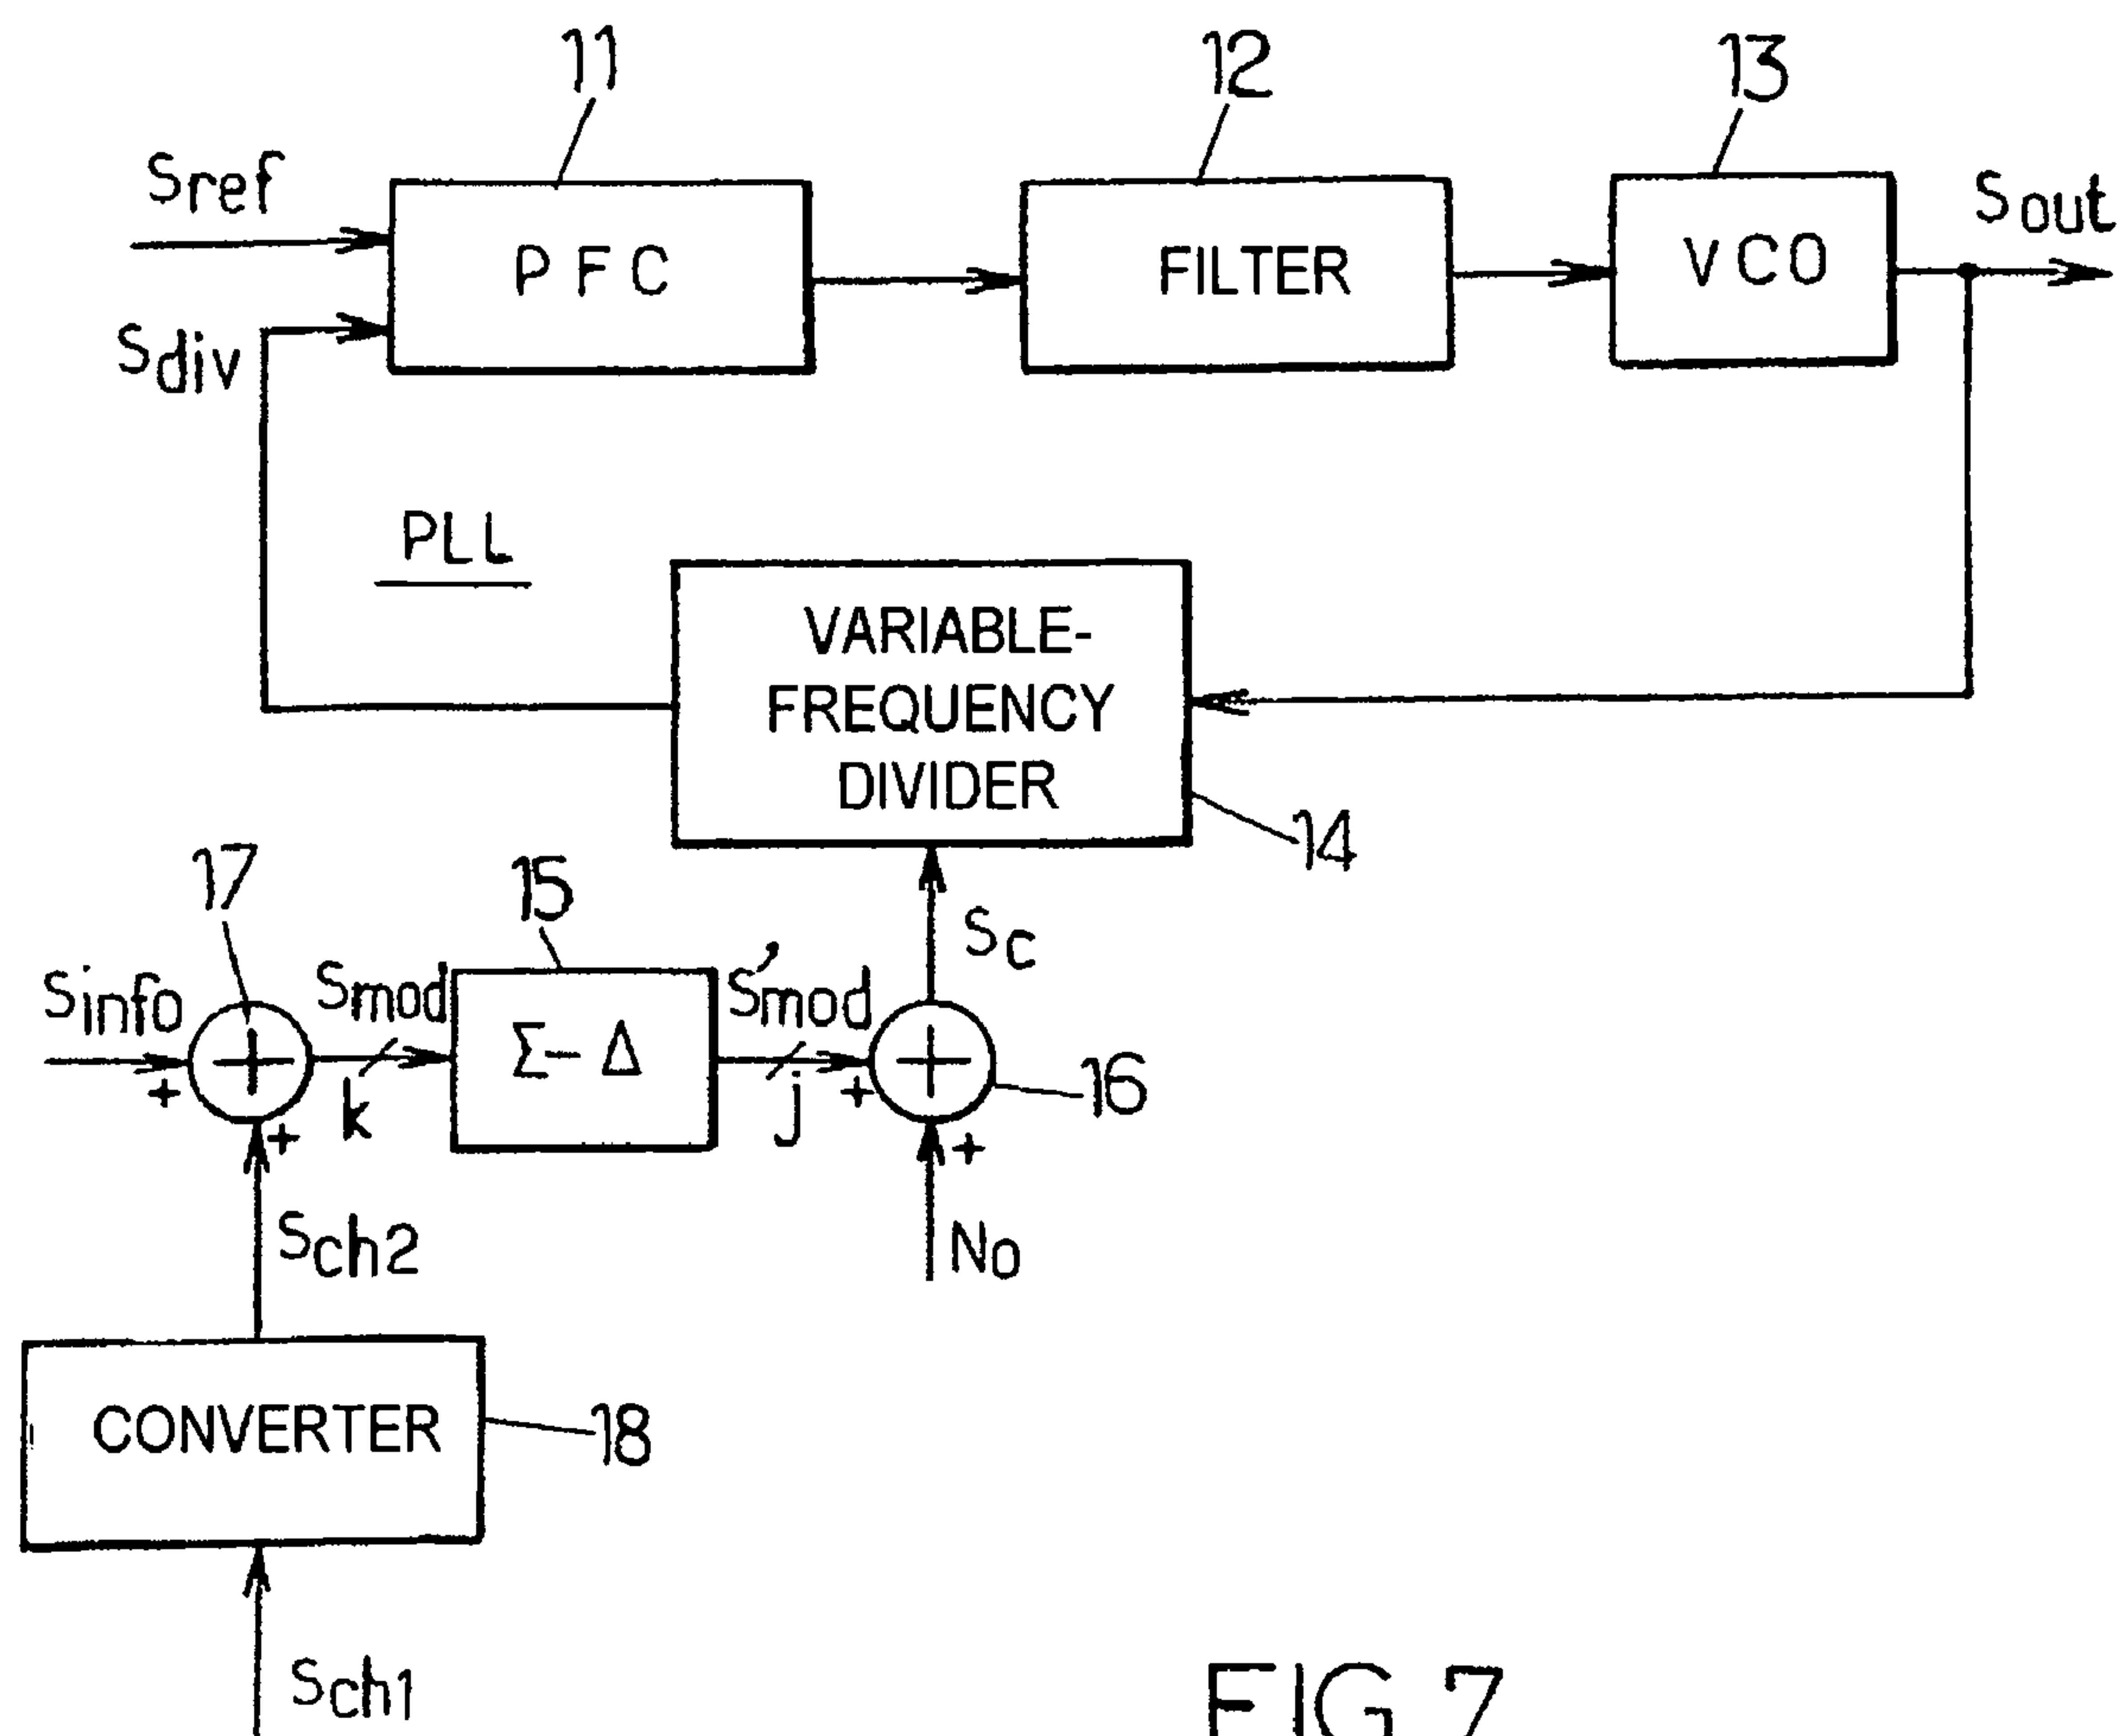 11
12
13
Sref
Sout
PFC
FILTER
VCO
Sdiv
PLL
VARIABLE-
FREQUENCY
DIVIDER
14
17
15
Sc
Sinfo
Smod
S'mod
Σ-Δ
+
+
16
+
k
j
+
+
+
Sch2
No
CONVERTER
18
Sch1
FIG 7